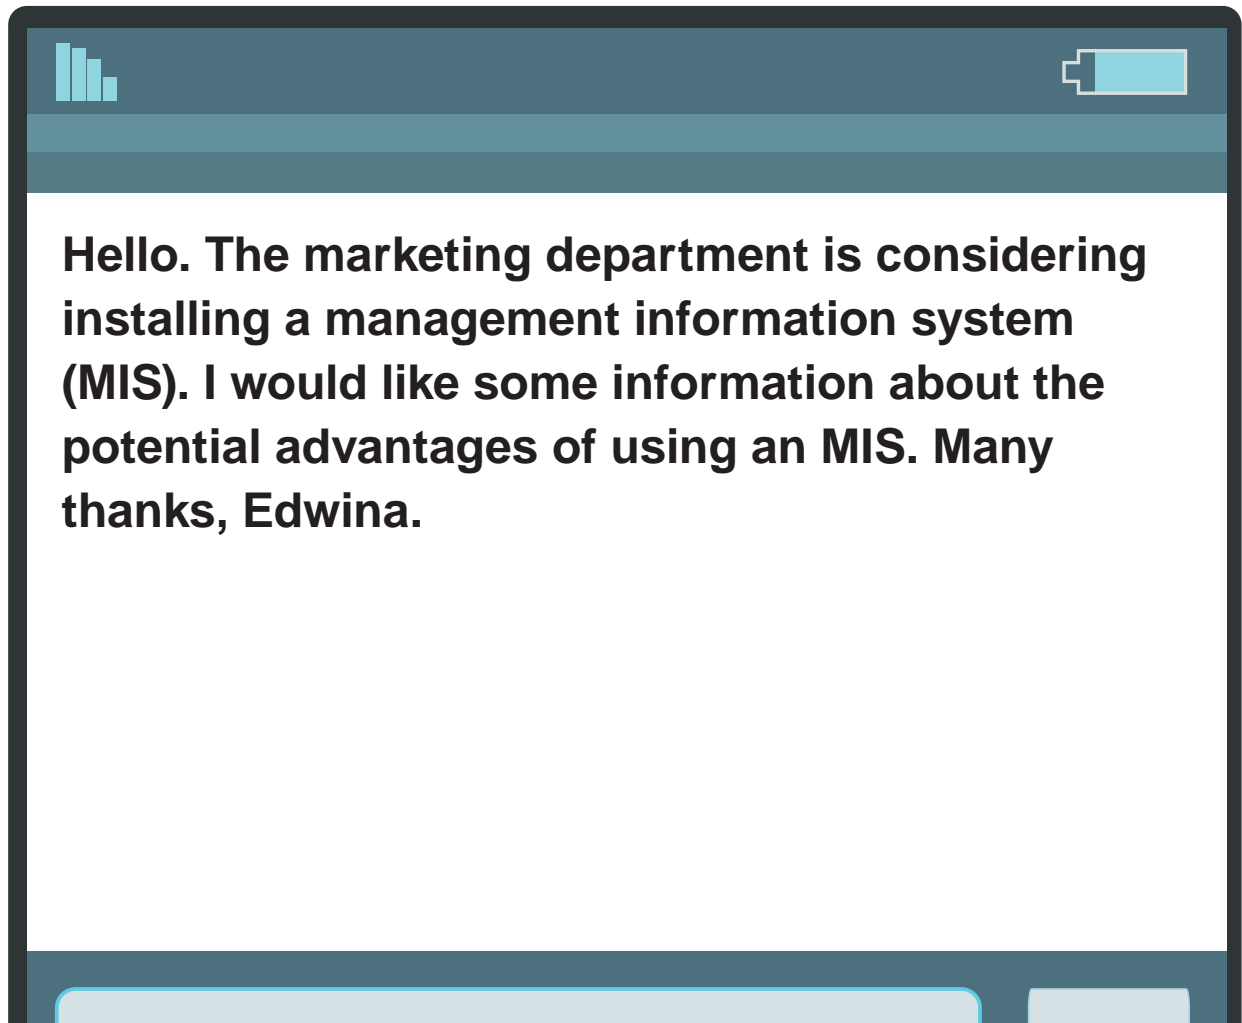 Hello. The marketing department is considering
installing a management information system
(MIS). I would like some information about the
potential advantages of using an MIS. Many
thanks, Edwina.